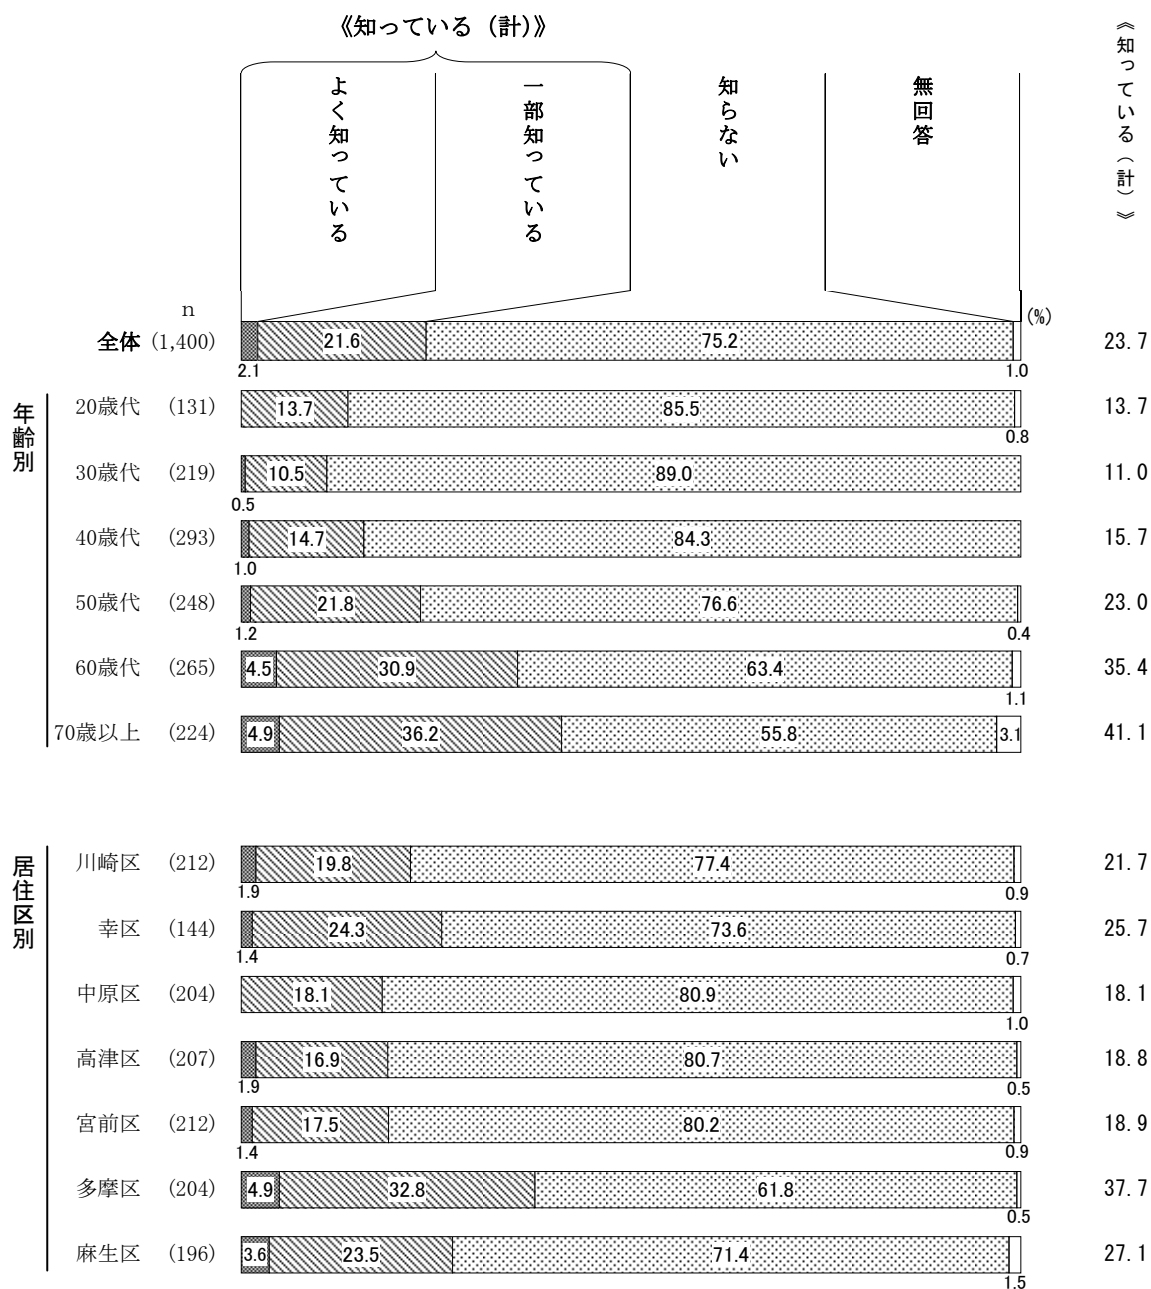 《知っている（計）》
《知っている（計）》
よく知っている
一部知っている
知らない
無回答
n
(%)
全体 (1,400) 21.6 75.2 23.7
2.1 1.0
年齢別
20歳代 (131) 13.7 85.5 13.7
0.8
30歳代 (219) 10.5 89.0 11.0
0.5
40歳代 (293) 14.7 84.3 15.7
1.0
50歳代 (248) 21.8 76.6 23.0
1.2 0.4
60歳代 (265) 4.5 30.9 63.4 35.4
1.1
70歳以上 (224) 4.9 36.2 55.8 3.1 41.1
居住区別
川崎区 (212) 19.8 77.4 21.7
1.9 0.9
幸区 (144) 24.3 73.6 25.7
1.4 0.7
中原区 (204) 18.1 80.9 18.1
1.0
高津区 (207) 16.9 80.7 18.8
1.9 0.5
宮前区 (212) 17.5 80.2 18.9
1.4 0.9
多摩区 (204) 4.9 32.8 61.8 37.7
0.5
麻生区 (196) 3.6 23.5 71.4 27.1
1.5